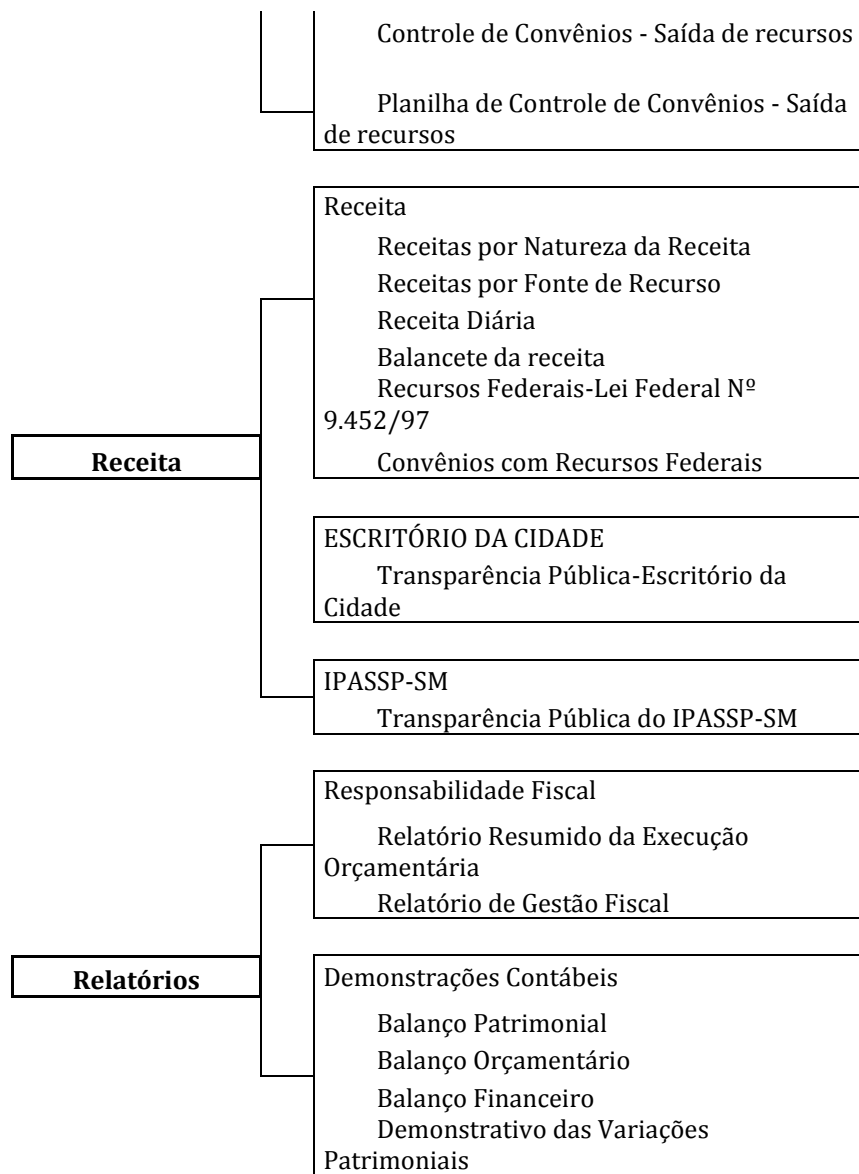 Controle de Convênios - Saída de recursos
Planilha de Controle de Convênios - Saída
de recursos
Receita
Receitas por Natureza da Receita
Receitas por Fonte de Recurso
Receita Diária
Balancete da receita
Recursos Federais-Lei Federal Nº
9.452/97
Receita
Convênios com Recursos Federais
ESCRITÓRIO DA CIDADE
Transparência Pública-Escritório da
Cidade
IPASSP-SM
Transparência Pública do IPASSP-SM
Responsabilidade Fiscal
Relatório Resumido da Execução
Orçamentária
Relatório de Gestão Fiscal
Relatórios
Demonstrações Contábeis
Balanço Patrimonial
Balanço Orçamentário
Balanço Financeiro
Demonstrativo das Variações
Patrimoniais